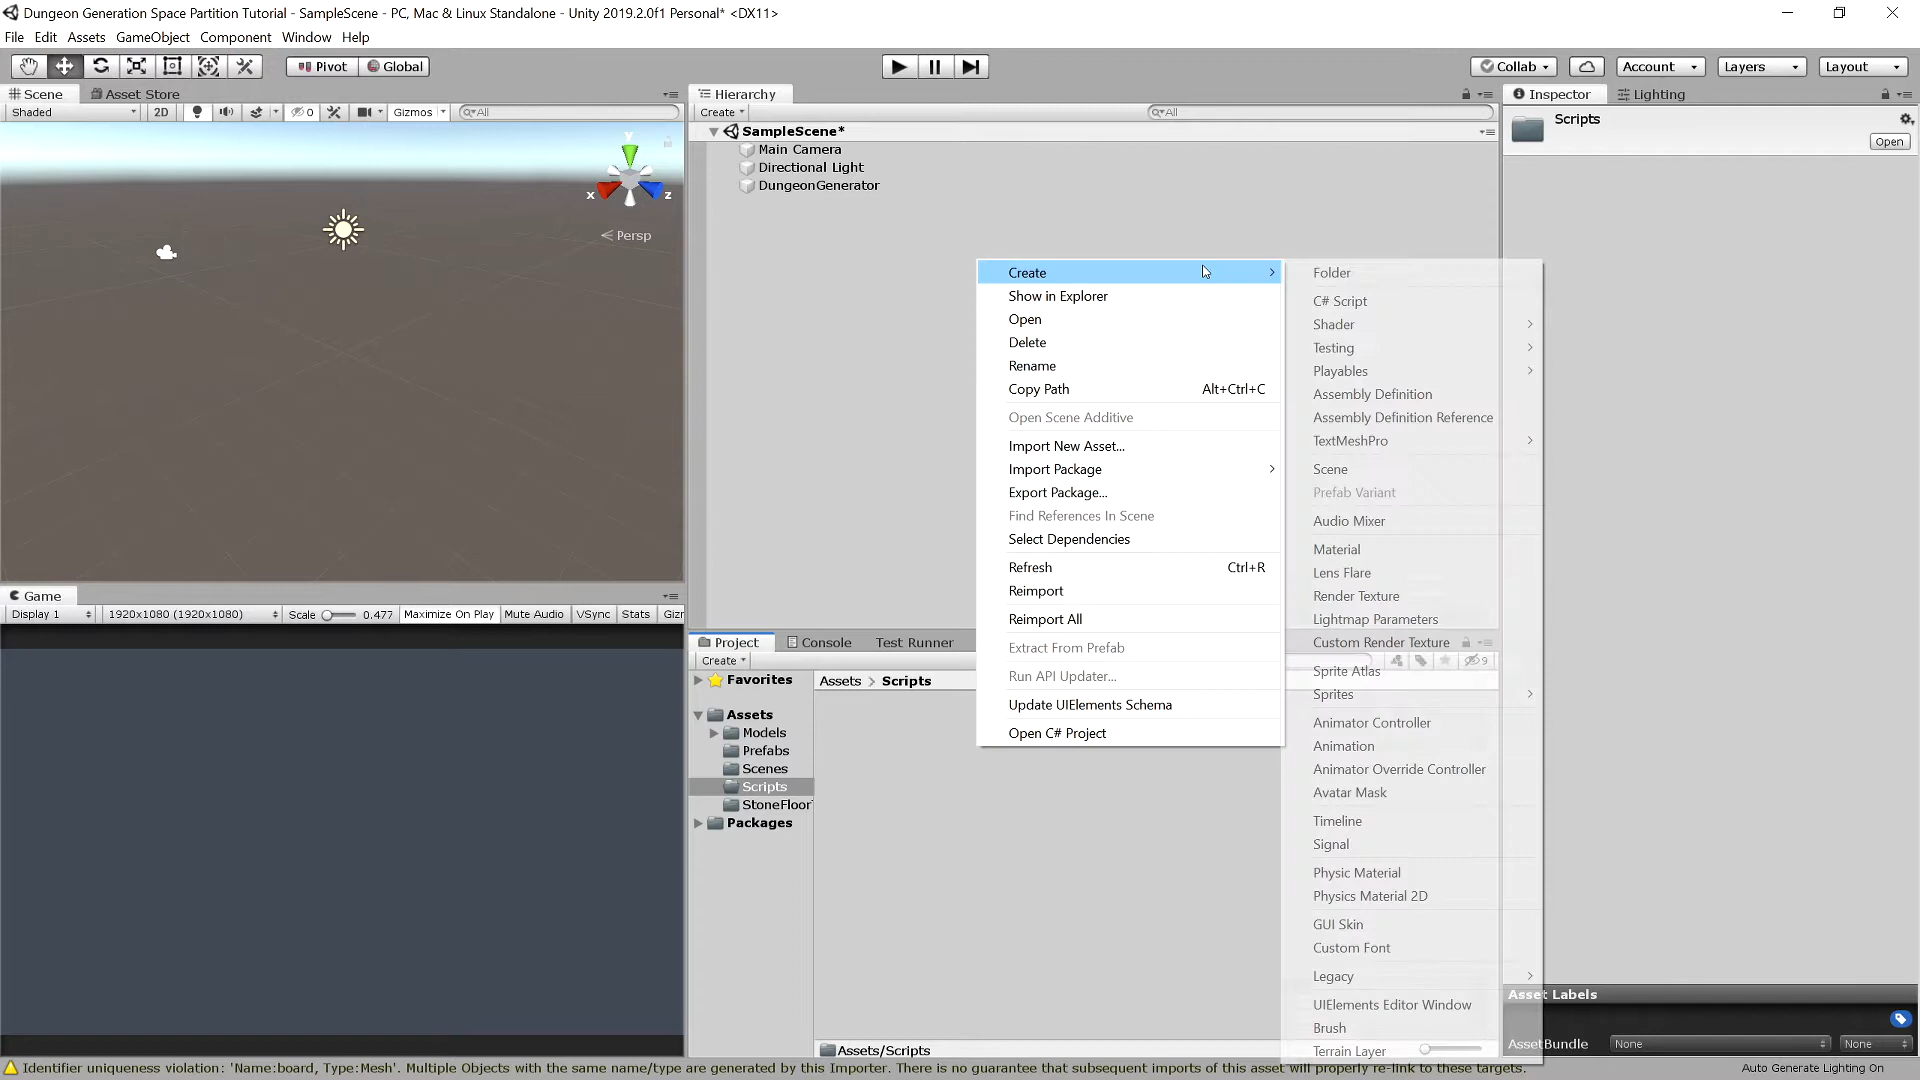 Dungeon Generation Space Partition Tutorial - SampleScene - PC, Mac & Linux Standalone - Unity 2019.2.0f1 Personal* <DX11>
File Edit Assets GameObject Component Window Help
Pivot Global Collab Account Layers Layout
Scene Asset Store
Shaded 2D 0 Gizmos All
y
x z
Persp
Hierarchy
Create All
SampleScene*
Main Camera
Directional Light
DungeonGenerator
Inspector Lighting
Scripts
Open
Create
Show in Explorer
Open
Delete
Rename
Copy Path Alt+Ctrl+C
Open Scene Additive
Import New Asset...
Import Package
Export Package...
Find References In Scene
Select Dependencies
Refresh Ctrl+R
Reimport
Reimport All
Extract From Prefab
Run API Updater...
Update UIElements Schema
Open C# Project
Folder
C# Script
Shader
Testing
Playables
Assembly Definition
Assembly Definition Reference
TextMeshPro
Scene
Prefab Variant
Audio Mixer
Material
Lens Flare
Render Texture
Lightmap Parameters
Custom Render Texture
Sprite Atlas
Sprites
Animator Controller
Animation
Animator Override Controller
Avatar Mask
Timeline
Signal
Physic Material
Physics Material 2D
GUI Skin
Custom Font
Legacy
UIElements Editor Window
Brush
Terrain Layer
Game
Display 1 1920x1080 (1920x1080) Scale 0.477 Maximize On Play Mute Audio VSync Stats Giz
Project Console Test Runner
Create 9
Favorites
Assets
Models
Prefabs
Scenes
Scripts
StoneFloor
Packages
Assets > Scripts
Assets/Scripts
Asset Labels
AssetBundle None None
Identifier uniqueness violation: 'Name:board, Type:Mesh'. Multiple Objects with the same name/type are generated by this Importer. There is no guarantee that subsequent imports of this asset will properly re-link to these targets.
Auto Generate Lighting On